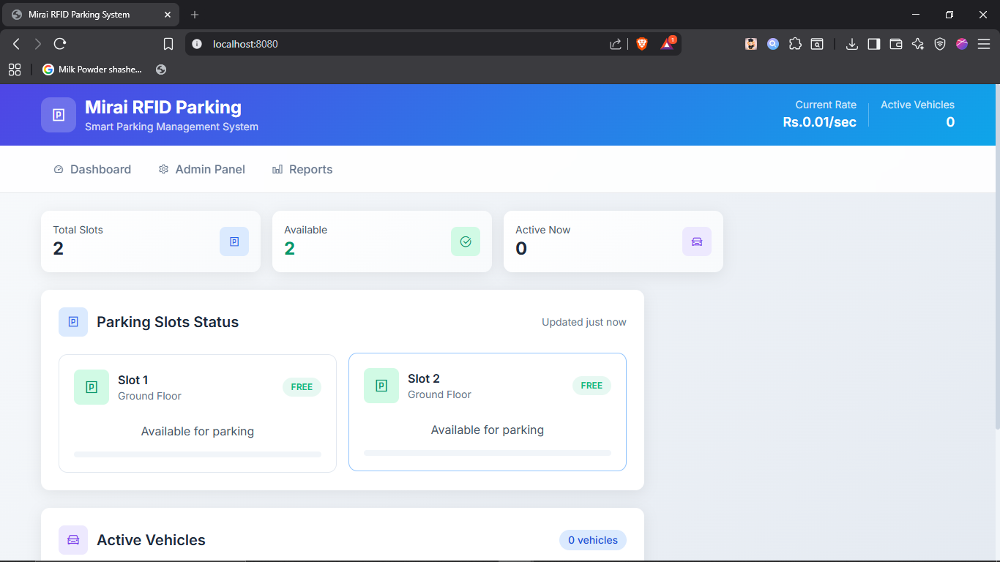 Mirai RFID Parking System
localhost:8080
1
Milk Powder shashe...
P
Mirai RFID Parking
Smart Parking Management System
Current Rate
Rs.0.01/sec
Active Vehicles
0
Dashboard
Admin Panel
Reports
Total Slots
2
P
Available
2
Active Now
0
P
Parking Slots Status
Updated just now
P
Slot 1
Ground Floor
FREE
Available for parking
P
Slot 2
Ground Floor
FREE
Available for parking
Active Vehicles
0 vehicles